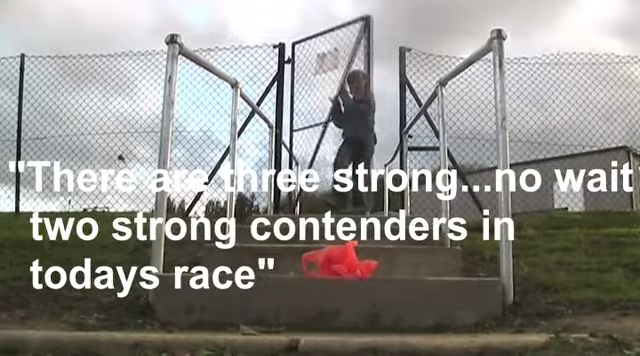 "There are three strong...no wait
two strong contenders in
todays race"